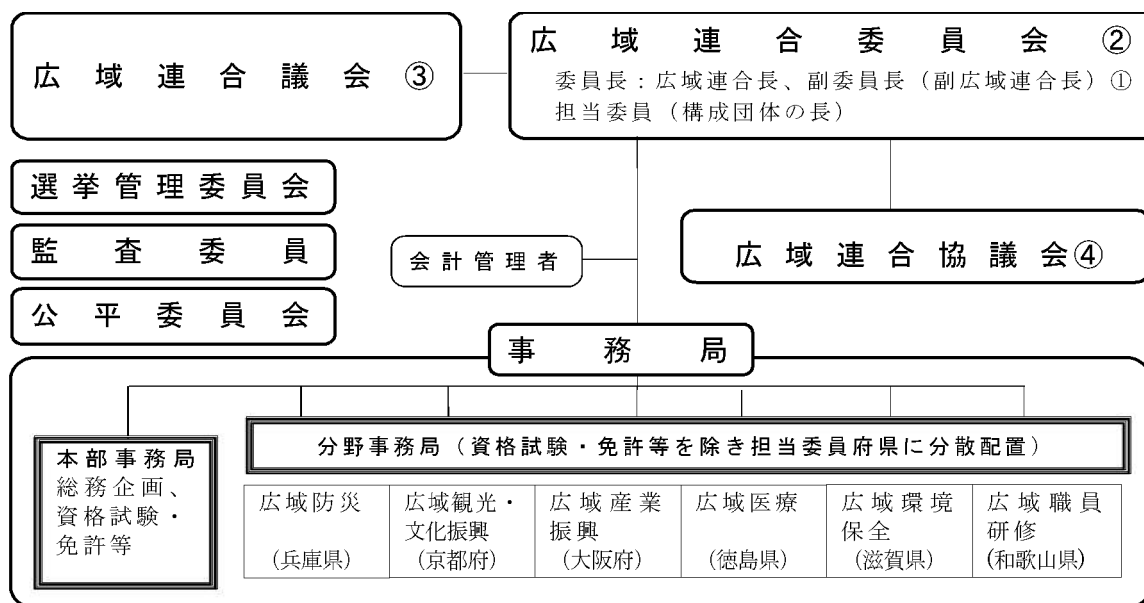 広域連合議会③
広域連合委員会②
委員長：広域連合長、副委員長（副広域連合長）①
担当委員（構成団体の長）
選挙管理委員会
監査委員
公平委員会
会計管理者
広域連合協議会④
事務局
本部事務局
総務企画、
資格試験・
免許等
分野事務局（資格試験・免許等を除き担当委員府県に分散配置）
広域防災
（兵庫県）
広域観光・
文化振興
（京都府）
広域産業
振興
（大阪府）
広域医療
（徳島県）
広域環境
保全
（滋賀県）
広域職員
研修
（和歌山県）